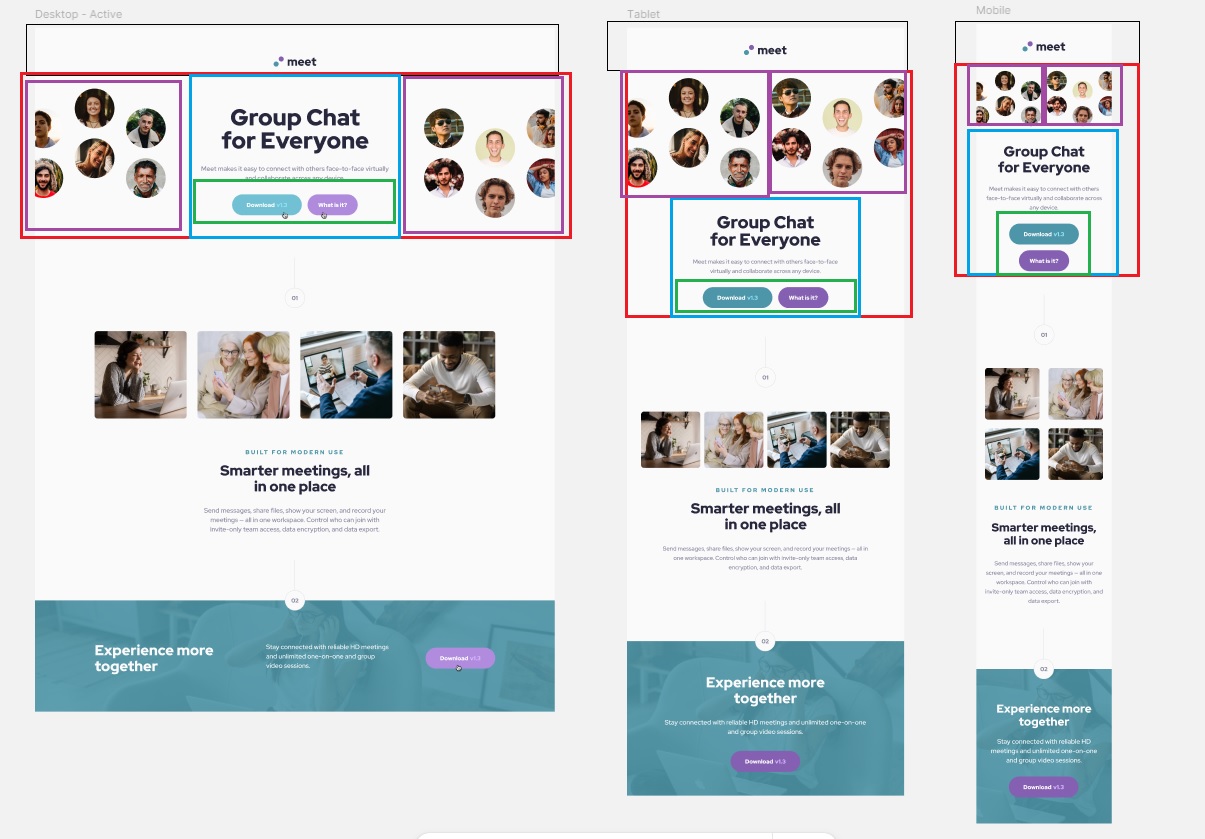 Desktop - Active
meet
Group Chat
for Everyone
Meet makes it easy to connect with others face-to-face virtually
and collaborate across any device.
Download v1.3
What is it?
01
BUILT FOR MODERN USE
Smarter meetings, all
in one place
Send messages, share files, show your screen, and record your
meetings — all in one workspace. Control who can join with
invite-only team access, data encryption, and data export.
02
Experience more
together
Stay connected with reliable HD meetings
and unlimited one-on-one and group
video sessions.
Download v1.3
Tablet
meet
Group Chat
for Everyone
Meet makes it easy to connect with others face-to-face
virtually and collaborate across any device.
Download v1.3
What is it?
01
BUILT FOR MODERN USE
Smarter meetings, all
in one place
Send messages, share files, show your screen, and record your meetings — all in
one workspace. Control who can join with invite-only team access, data
encryption, and data export.
02
Experience more
together
Stay connected with reliable HD meetings and unlimited one-on-one
and group video sessions.
Download v1.3
Mobile
meet
Group Chat
for Everyone
Meet makes it easy to connect with others
face-to-face virtually and collaborate across
any device.
Download v1.3
What is it?
01
BUILT FOR MODERN USE
Smarter meetings,
all in one place
Send messages, share files, show your
screen, and record your meetings — all in one
workspace. Control who can join with
invite-only team access, data encryption, and
data export.
02
Experience more
together
Stay connected with reliable HD
meetings and unlimited one-on-one
and group video sessions.
Download v1.3